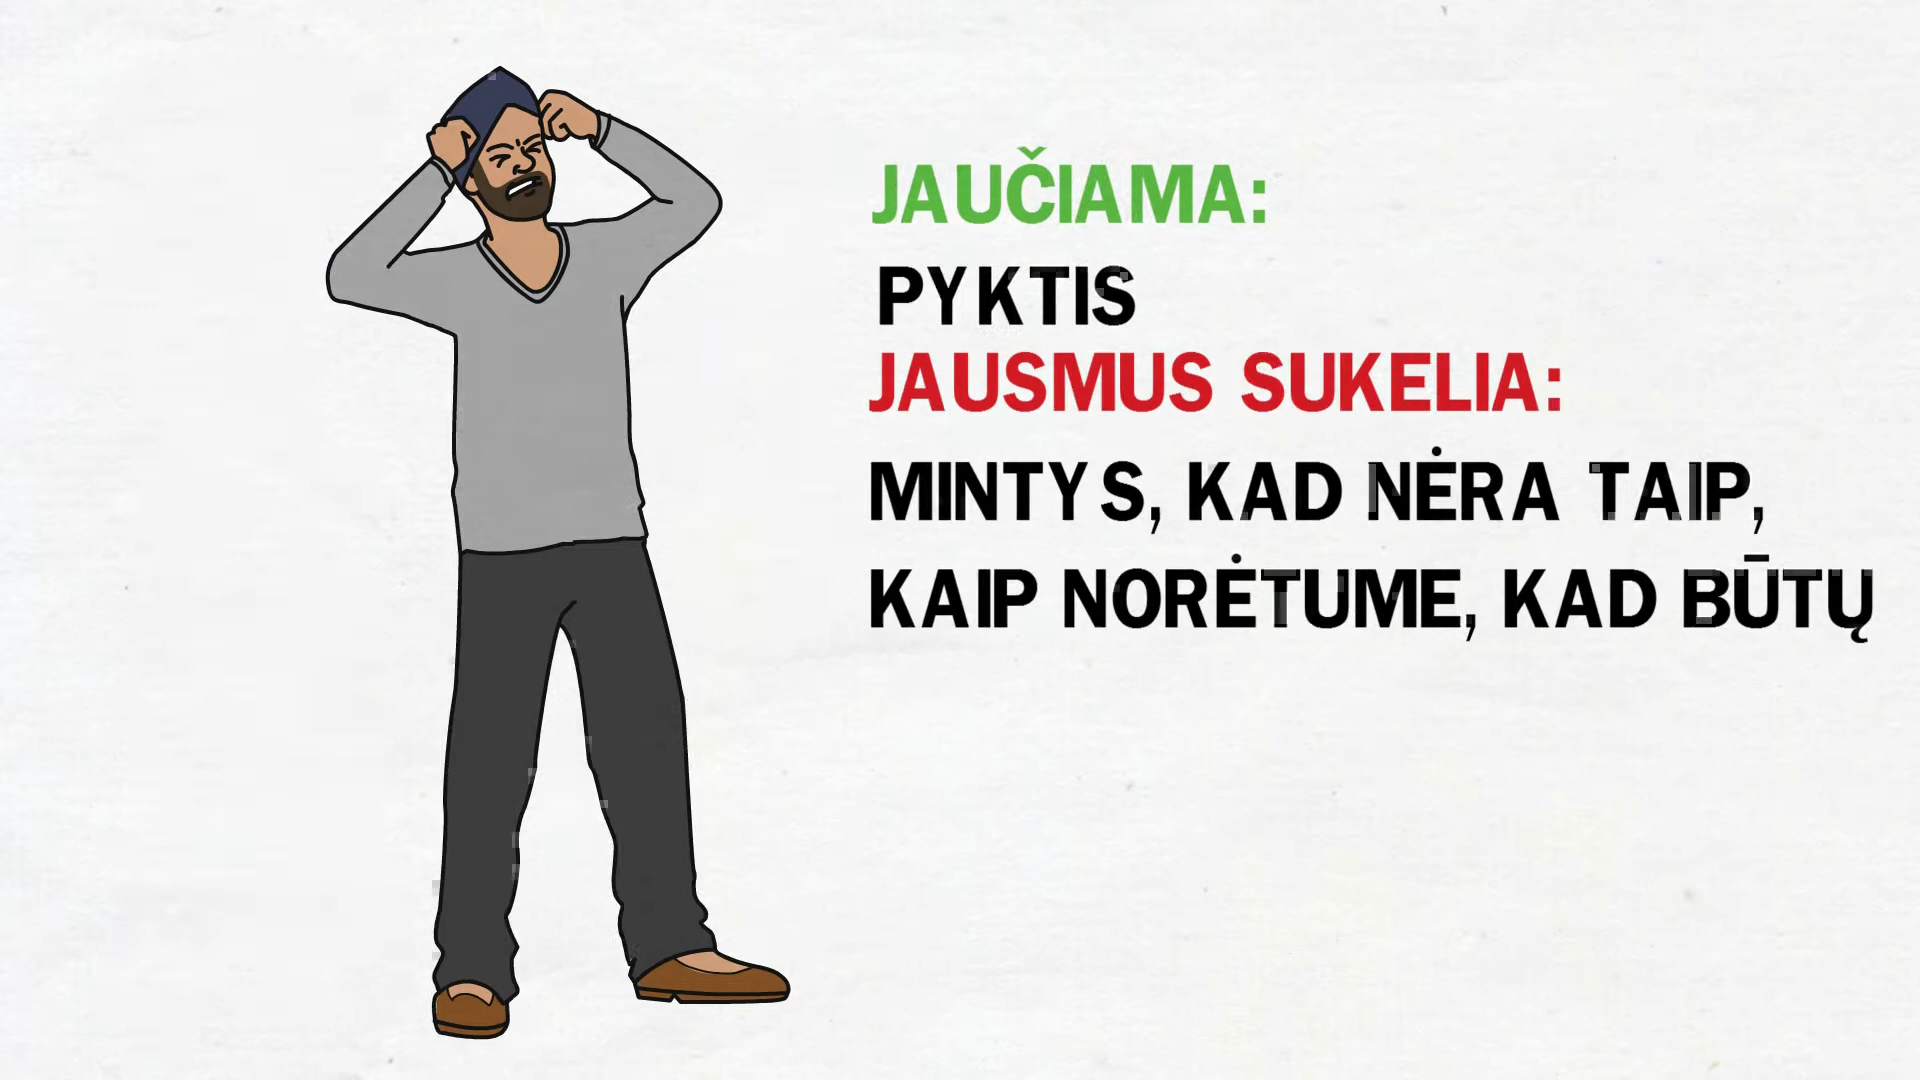 JAUČIAMA:
PYKTIS
JAUSMUS SUKELIA:
MINTYS, KAD NĖRA TAIP,
KAIP NORĖTUME, KAD BŪTŲ